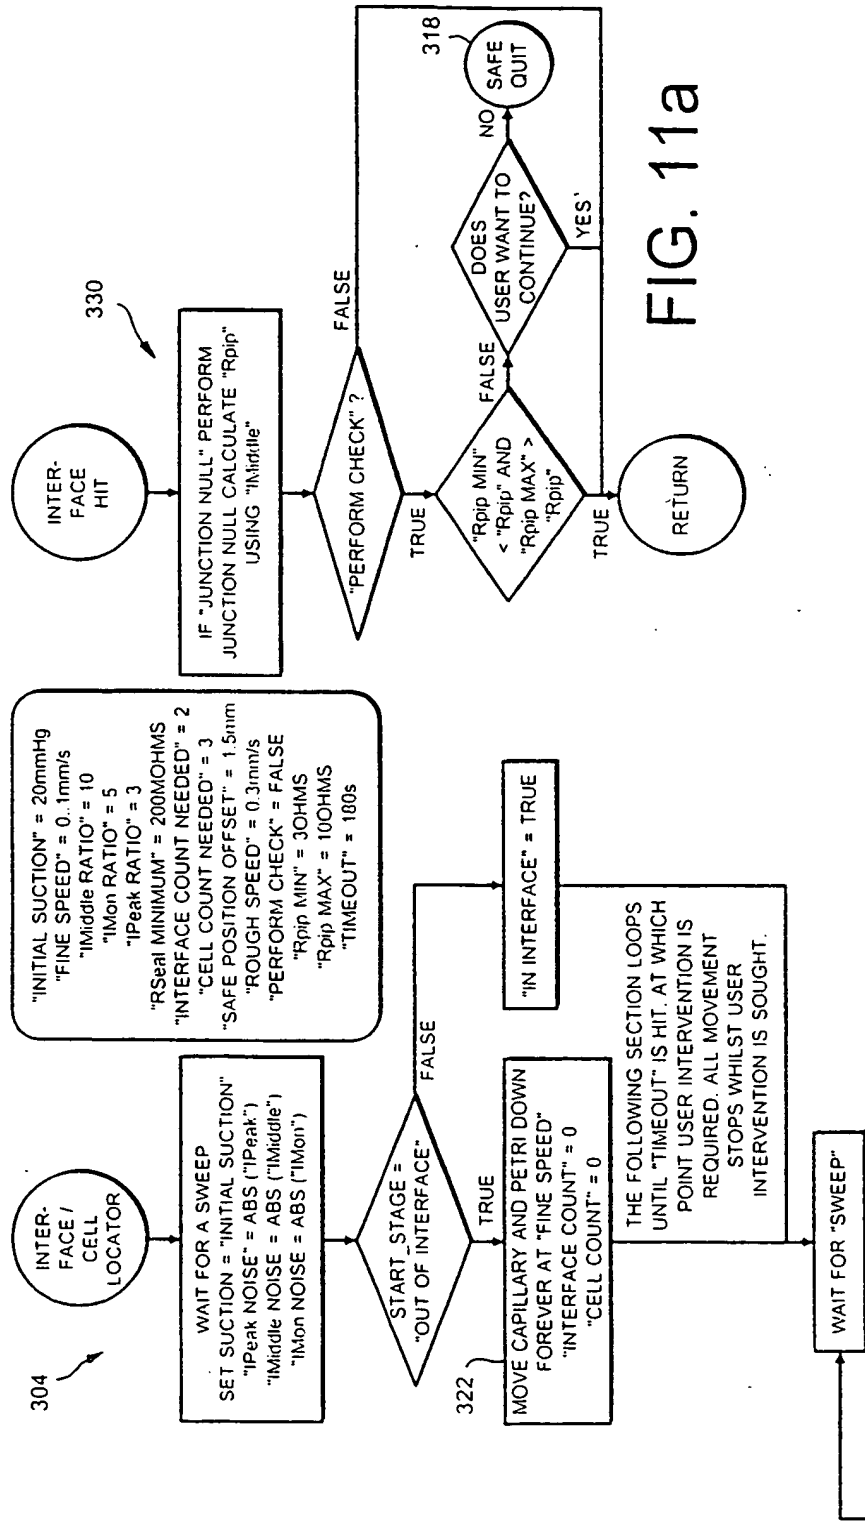 304
INTER-
FACE /
CELL
LOCATOR
WAIT FOR A SWEEP
SET SUCTION = "INITIAL SUCTION"
"IPeak NOISE" = ABS ("IPeak")
"IMiddle NOISE = ABS ("IMiddle")
"IMon NOISE = ABS ("IMon")
START_STAGE =
"OUT OF INTERFACE"
FALSE
TRUE
322
MOVE CAPILLARY AND PETRI DOWN
FOREVER AT "FINE SPEED"
"INTERFACE COUNT" = 0
"CELL COUNT" = 0
"IN INTERFACE" = TRUE
THE FOLLOWING SECTION LOOPS
UNTIL "TIMEOUT" IS HIT. AT WHICH
POINT USER INTERVENTION IS
REQUIRED. ALL MOVEMENT
STOPS WHILST USER
INTERVENTION IS SOUGHT.
WAIT FOR "SWEEP"
"INITIAL SUCTION" = 20mmHg
"FINE SPEED" = 0.1mm/s
"IMiddle RATIO" = 10
"IMon RATIO" = 5
"IPeak RATIO" = 3
"RSeal MINIMUM" = 200MOHMS
"INTERFACE COUNT NEEDED" = 2
"CELL COUNT NEEDED" = 3
"SAFE POSITION OFFSET" = 1.5mm
"ROUGH SPEED" = 0.3mm/s
"PERFORM CHECK" = FALSE
"Rpip MIN" = 3OHMS
"Rpip MAX" = 10OHMS
"TIMEOUT" = 180s
330
INTER-
FACE
HIT
IF "JUNCTION NULL" PERFORM
JUNCTION NULL CALCULATE "Rpip"
USING "IMiddle"
"PERFORM CHECK" ?
FALSE
TRUE
"Rpip MIN"
< "Rpip" AND
"Rpip MAX" >
"Rpip"
FALSE
TRUE
DOES
USER WANT TO
CONTINUE?
NO
YES
318
SAFE
QUIT
RETURN
FIG. 11a